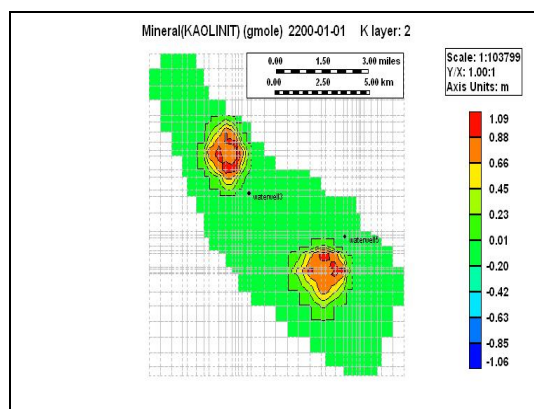 Mineral(KAOLINIT) (gmole) 2200-01-01 K layer: 2
0.00 1.50 3.00 miles
0.00 2.50 5.00 km
Scale: 1:103799
Y/X: 1.00:1
Axis Units: m
1.09
0.88
0.66
0.45
0.23
0.01
-0.20
-0.42
-0.63
-0.85
-1.06
waterwell3
waterwell5